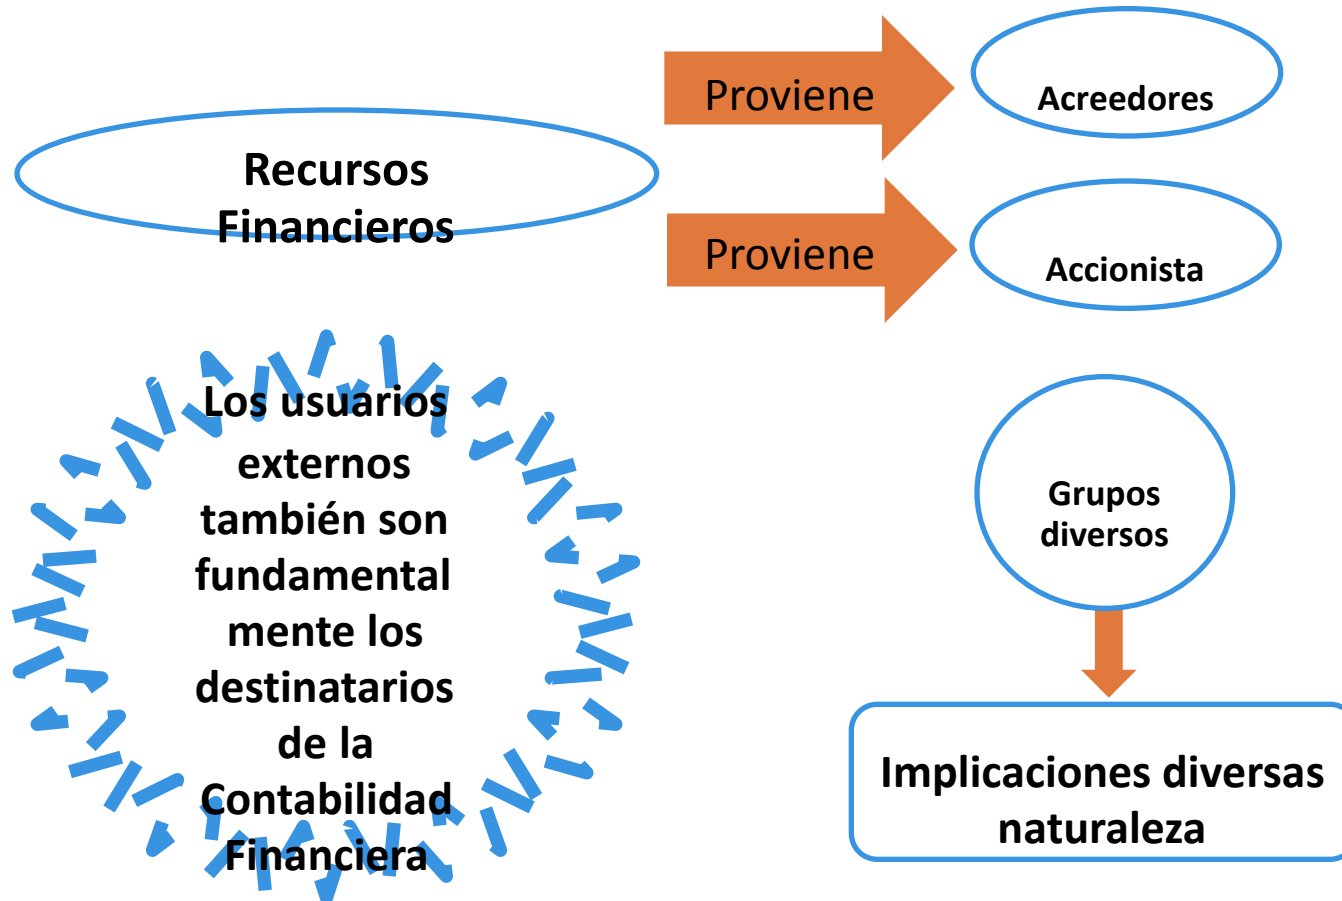 Recursos
Financieros
Proviene
Acreedores
Proviene
Accionista
Los usuarios
externos
también son
fundamental
mente los
destinatarios
de la
Contabilidad
Financiera
Grupos
diversos
Implicaciones diversas
naturaleza